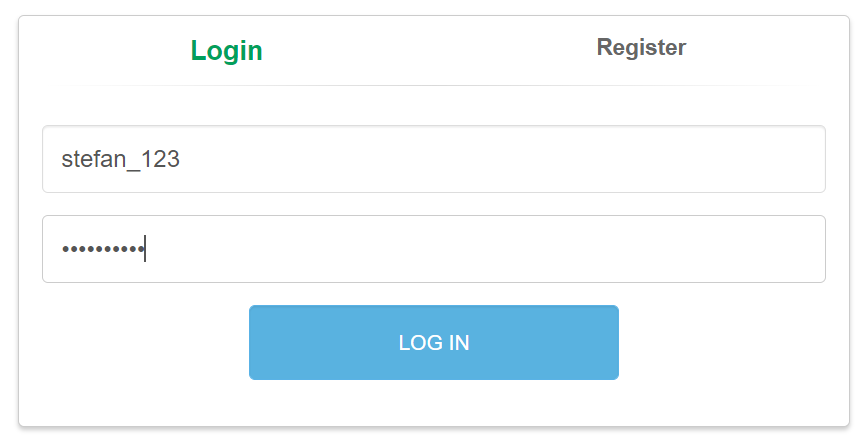 Login
Register
stefan_123
••••••••••
LOG IN